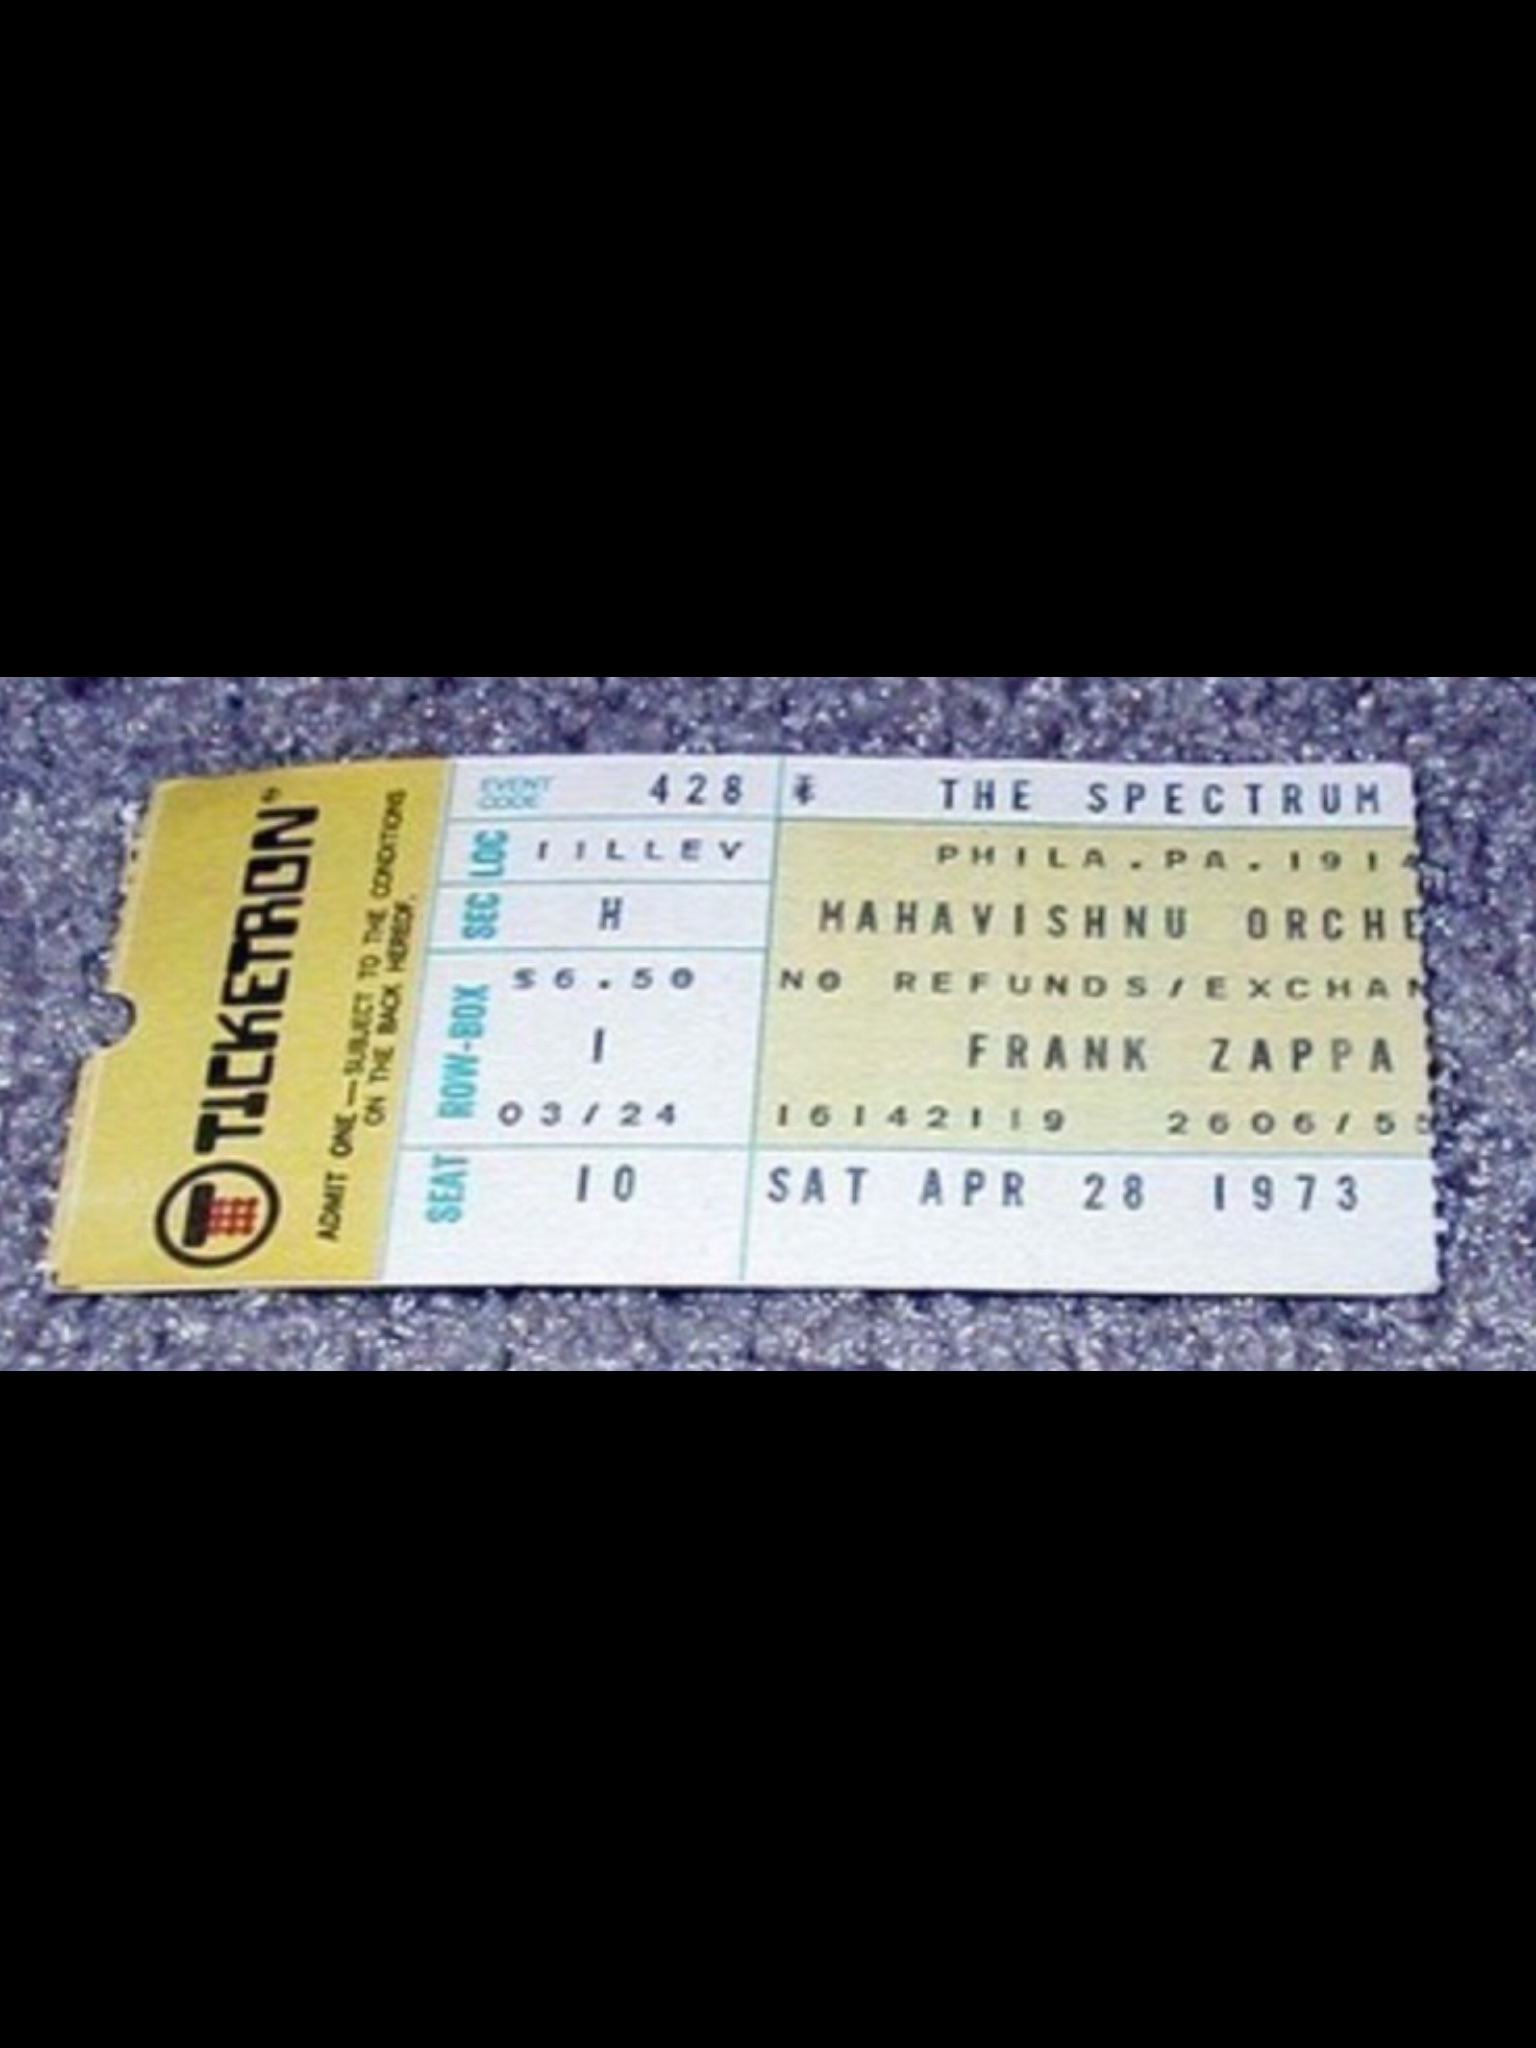 TICKETRON®
ADMIT ONE—SUBJECT TO THE CONDITIONS
ON THE BACK HEREOF.
EVENT CODE 428
LOC 11LLEV
SEC H
$6.50
ROW-BOX 1
03/24
SEAT 10
THE SPECTRUM
PHILA.PA.1914
MAHAVISHNU ORCHE
NO REFUNDS/EXCHAN
FRANK ZAPPA
16142119 2606/5
SAT APR 28 1973